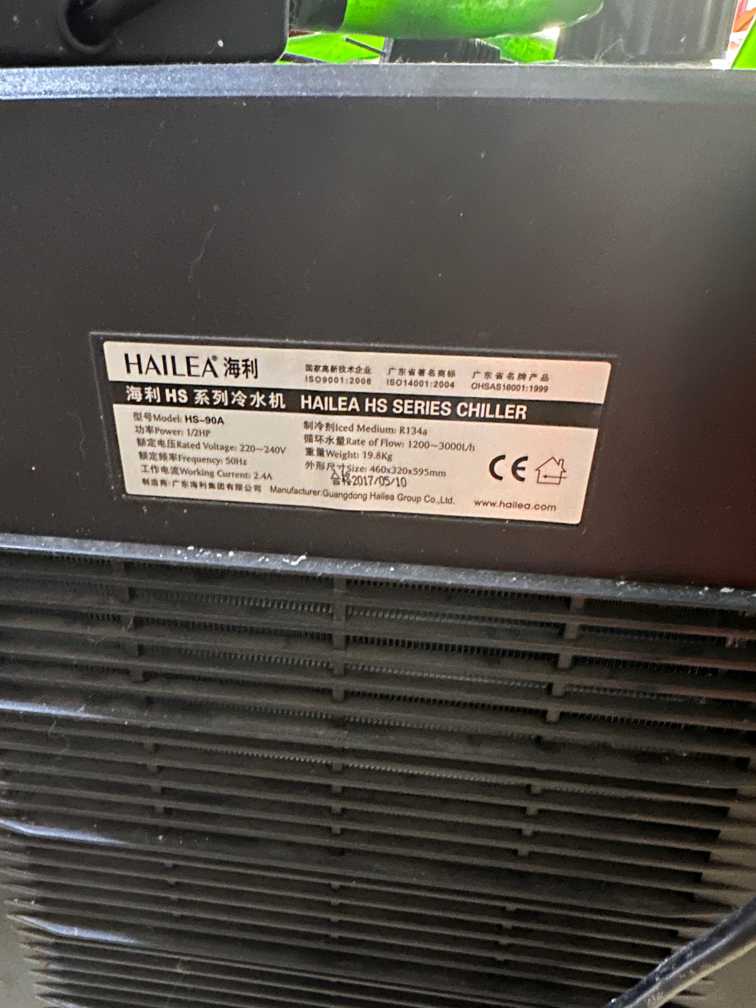 HAILEA® 海利
国家高新技术企业 广东省著名商标 广东省名牌产品
ISO9001:2008 ISO14001:2004 OHSAS18001:1999
海利 HS 系列冷水机 HAILEA HS SERIES CHILLER
型号Model: HS-90A
功率Power: 1/2HP
额定电压Rated Voltage: 220~240V
额定频率Frequency: 50Hz
工作电流Working Current: 2.4A
制冷剂Iced Medium: R134a
循环水量Rate of Flow: 1200~3000L/h
重量Weight: 19.8Kg
外形尺寸Size: 460x320x595mm
2017/05/10
CE
制造商:广东海利集团有限公司 Manufacturer:Guangdong Hailea Group Co.,Ltd. www.hailea.com